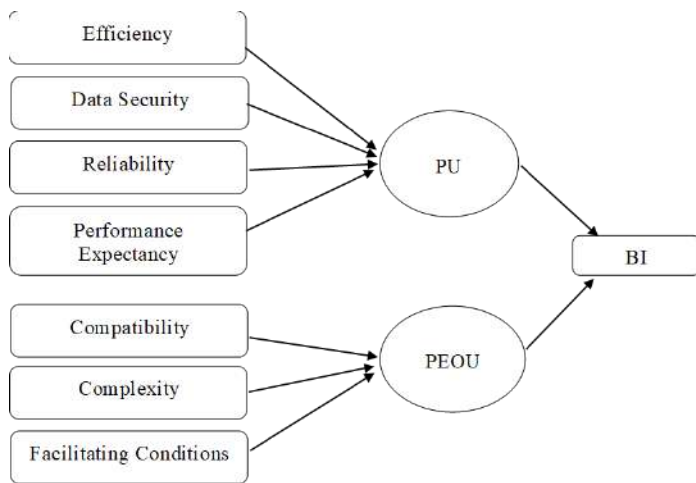 Efficiency
Data Security
Reliability
Performance
Expectancy
PU
BI
Compatibility
Complexity
Facilitating Conditions
PEOU